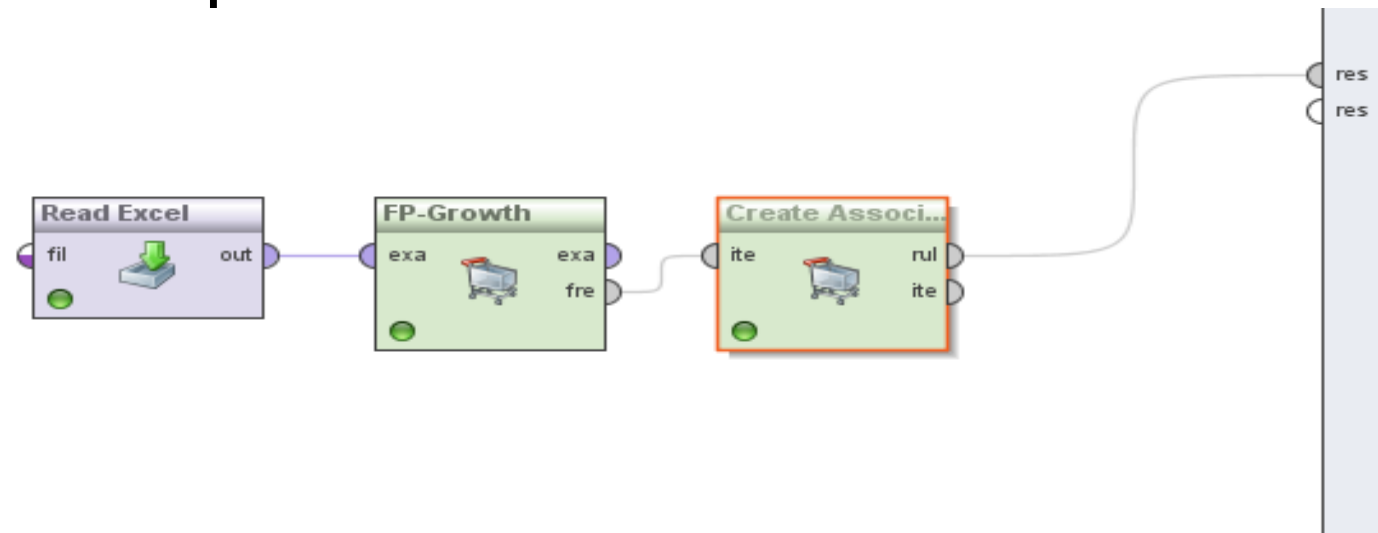 res
res
Read Excel
fil
out
FP-Growth
exa
exa
fre
Create Associ...
ite
rul
ite